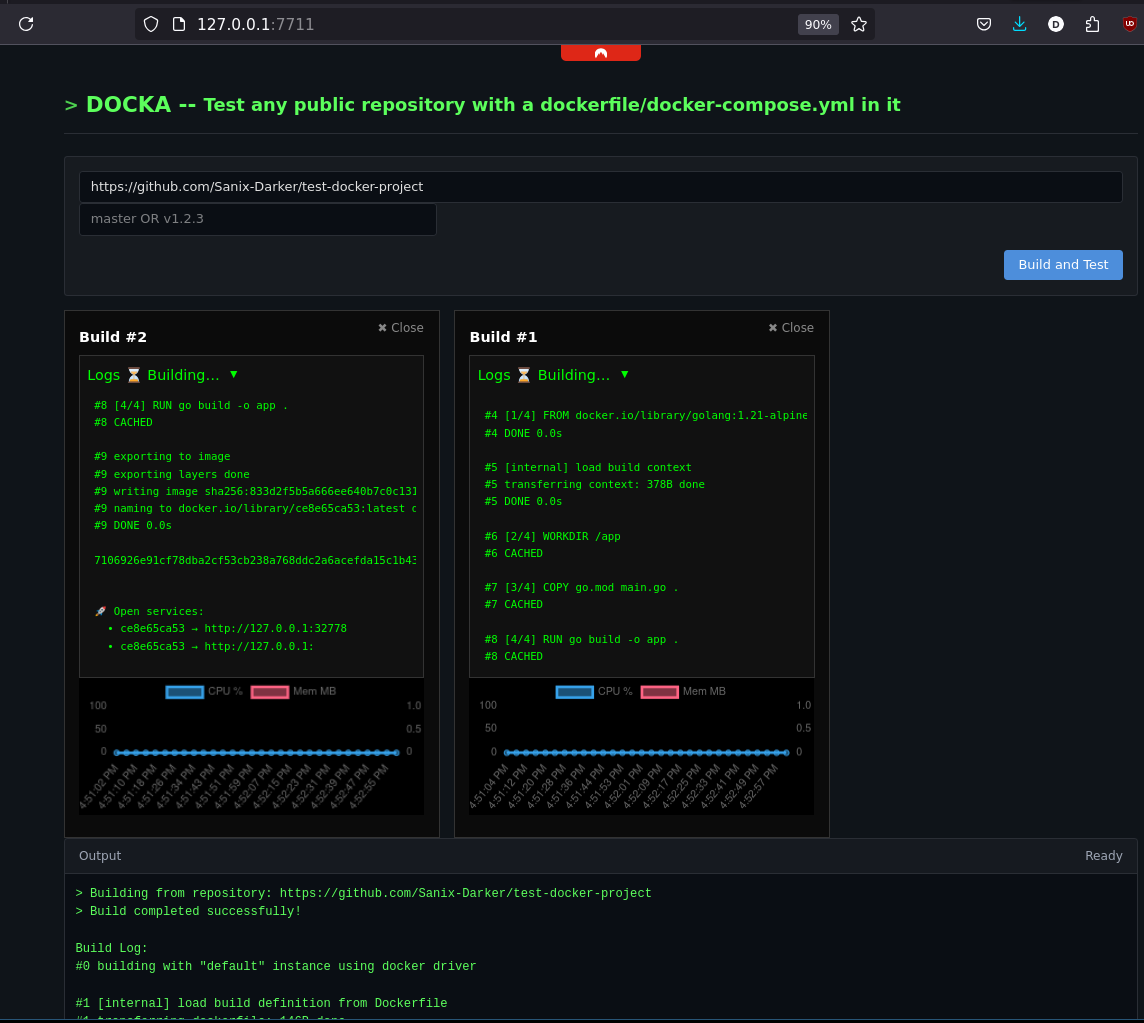 127.0.0.1:7711
90%
> DOCKA -- Test any public repository with a dockerfile/docker-compose.yml in it
https://github.com/Sanix-Darker/test-docker-project
master OR v1.2.3
Build and Test
Build #2
✖ Close
Logs ⏳ Building... ▼
#8 [4/4] RUN go build -o app .
#8 CACHED
#9 exporting to image
#9 exporting layers done
#9 writing image sha256:833d2f5b5a666ee640b7c0c131
#9 naming to docker.io/library/ce8e65ca53:latest
#9 DONE 0.0s
7106926e91cf78dba2cf53cb238a768ddc2a6acefda15c1b43
🚀 Open services:
• ce8e65ca53 → http://127.0.0.1:32778
• ce8e65ca53 → http://127.0.0.1:
CPU % Mem MB
100 1.0
50 0.5
0 0
4:51:02 PM 4:51:10 PM 4:51:18 PM 4:51:26 PM 4:51:34 PM 4:51:43 PM 4:51:51 PM 4:51:59 PM 4:52:07 PM 4:52:15 PM 4:52:23 PM 4:52:31 PM 4:52:39 PM 4:52:47 PM 4:52:55 PM
Build #1
✖ Close
Logs ⏳ Building... ▼
#4 [1/4] FROM docker.io/library/golang:1.21-alpine
#4 DONE 0.0s
#5 [internal] load build context
#5 transferring context: 378B done
#5 DONE 0.0s
#6 [2/4] WORKDIR /app
#6 CACHED
#7 [3/4] COPY go.mod main.go .
#7 CACHED
#8 [4/4] RUN go build -o app .
#8 CACHED
CPU % Mem MB
100 1.0
50 0.5
0 0
4:51:04 PM 4:51:12 PM 4:51:20 PM 4:51:28 PM 4:51:36 PM 4:51:44 PM 4:51:53 PM 4:52:01 PM 4:52:09 PM 4:52:17 PM 4:52:25 PM 4:52:33 PM 4:52:41 PM 4:52:49 PM 4:52:57 PM
Output
Ready
> Building from repository: https://github.com/Sanix-Darker/test-docker-project
> Build completed successfully!
Build Log:
#0 building with "default" instance using docker driver
#1 [internal] load build definition from Dockerfile
#1 transferring dockerfile: 146B done